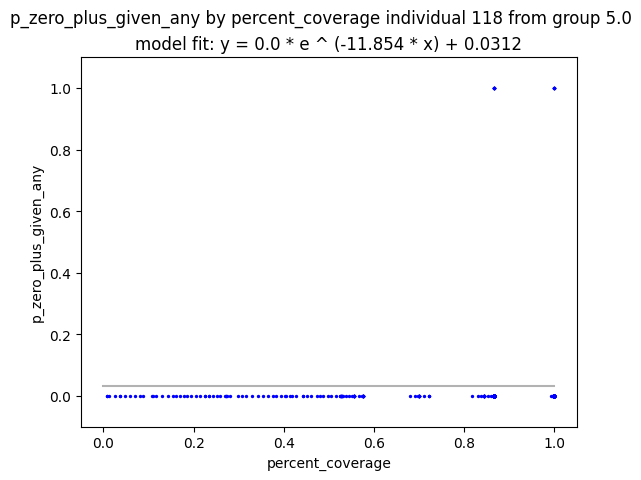 p_zero_plus_given_any by percent_coverage individual 118 from group 5.0
model fit: y = 0.0 * e ^ (-11.854 * x) + 0.0312
1.0
0.8
0.6
0.4
0.2
0.0
p_zero_plus_given_any
0.0 0.2 0.4 0.6 0.8 1.0
percent_coverage